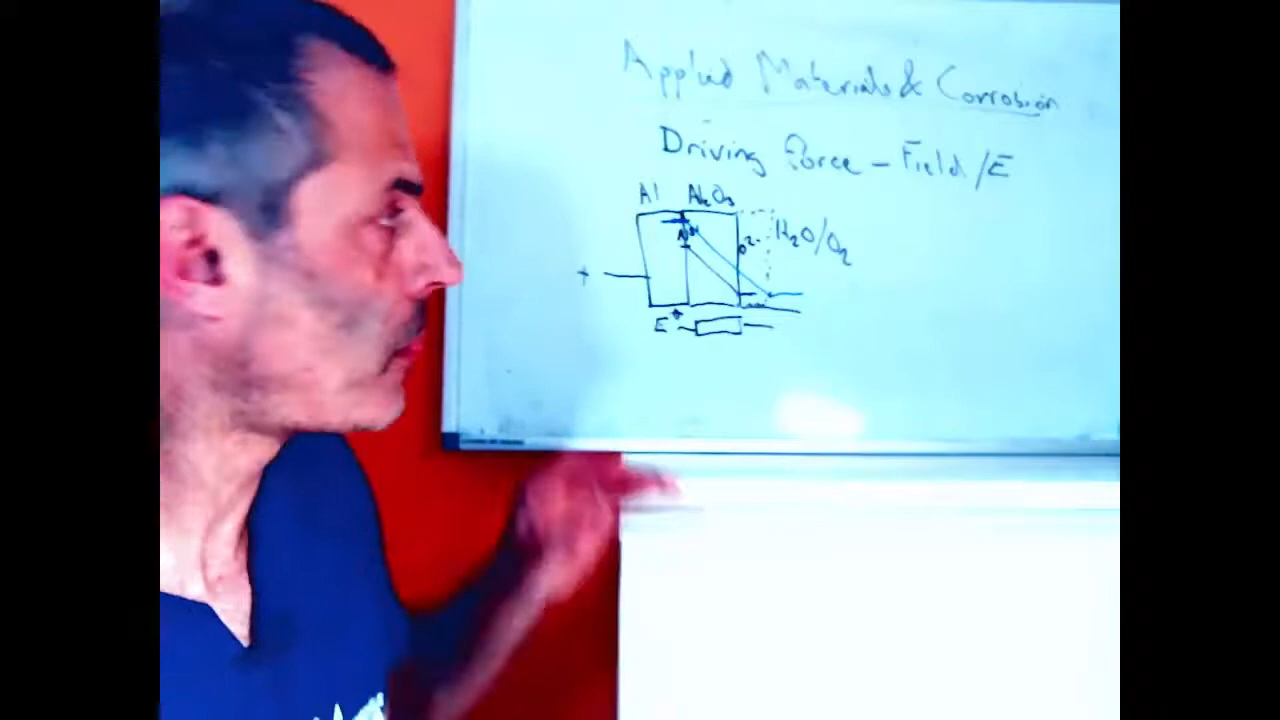 Applied Materials & Corrosion
Driving Force - Field/E
Al Al₂O₃
O²⁻ H₂O/O₂
+
E